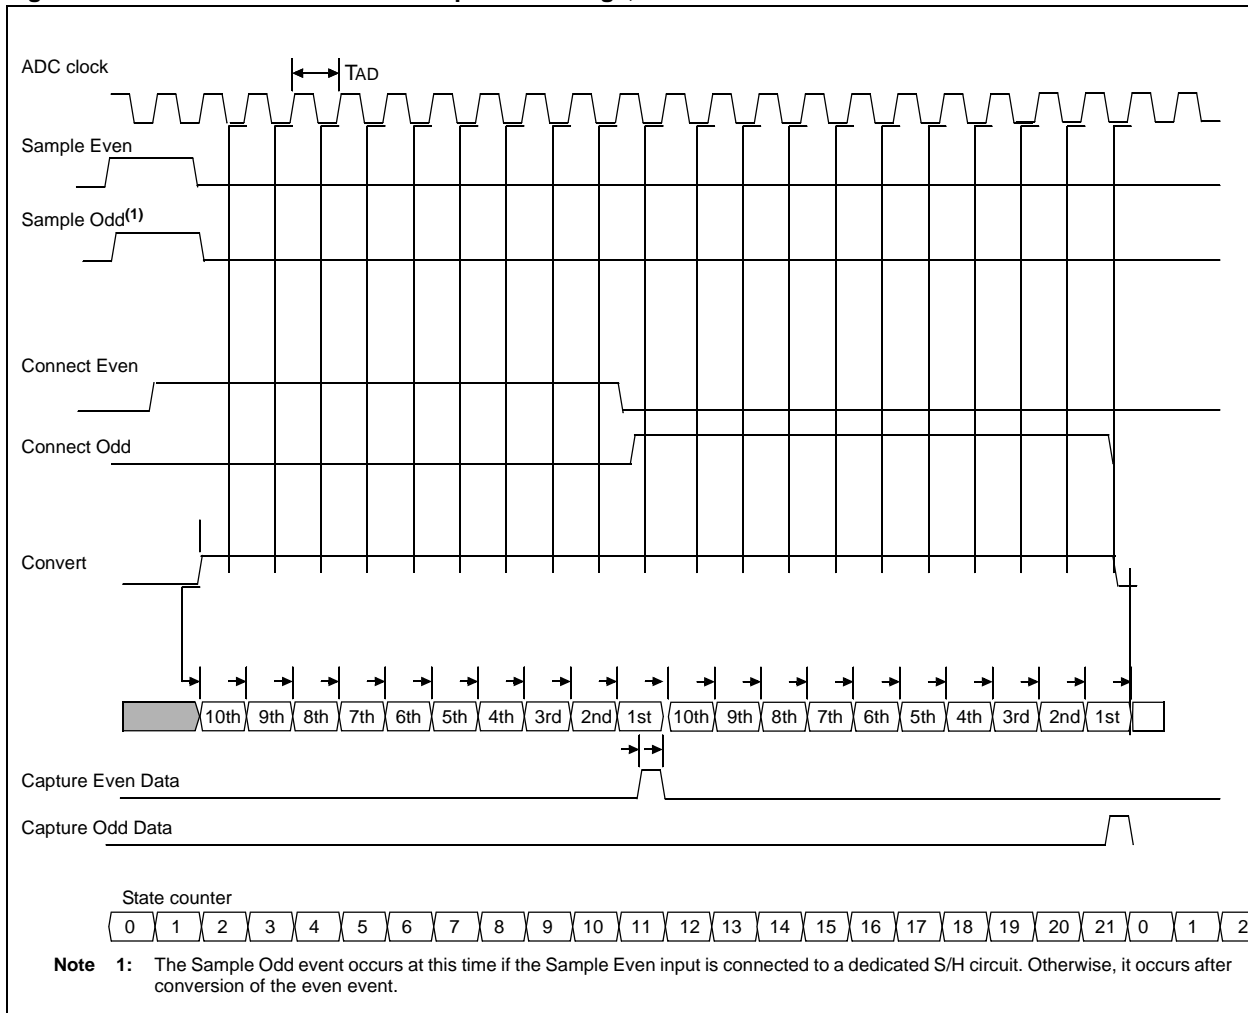 ADC clock
TAD
Sample Even
Sample Odd(1)
Connect Even
Connect Odd
Convert
10th 9th 8th 7th 6th 5th 4th 3rd 2nd 1st 10th 9th 8th 7th 6th 5th 4th 3rd 2nd 1st
Capture Even Data
Capture Odd Data
State counter
0 1 2 3 4 5 6 7 8 9 10 11 12 13 14 15 16 17 18 19 20 21 0 1 2
Note 1: The Sample Odd event occurs at this time if the Sample Even input is connected to a dedicated S/H circuit. Otherwise, it occurs after
conversion of the even event.